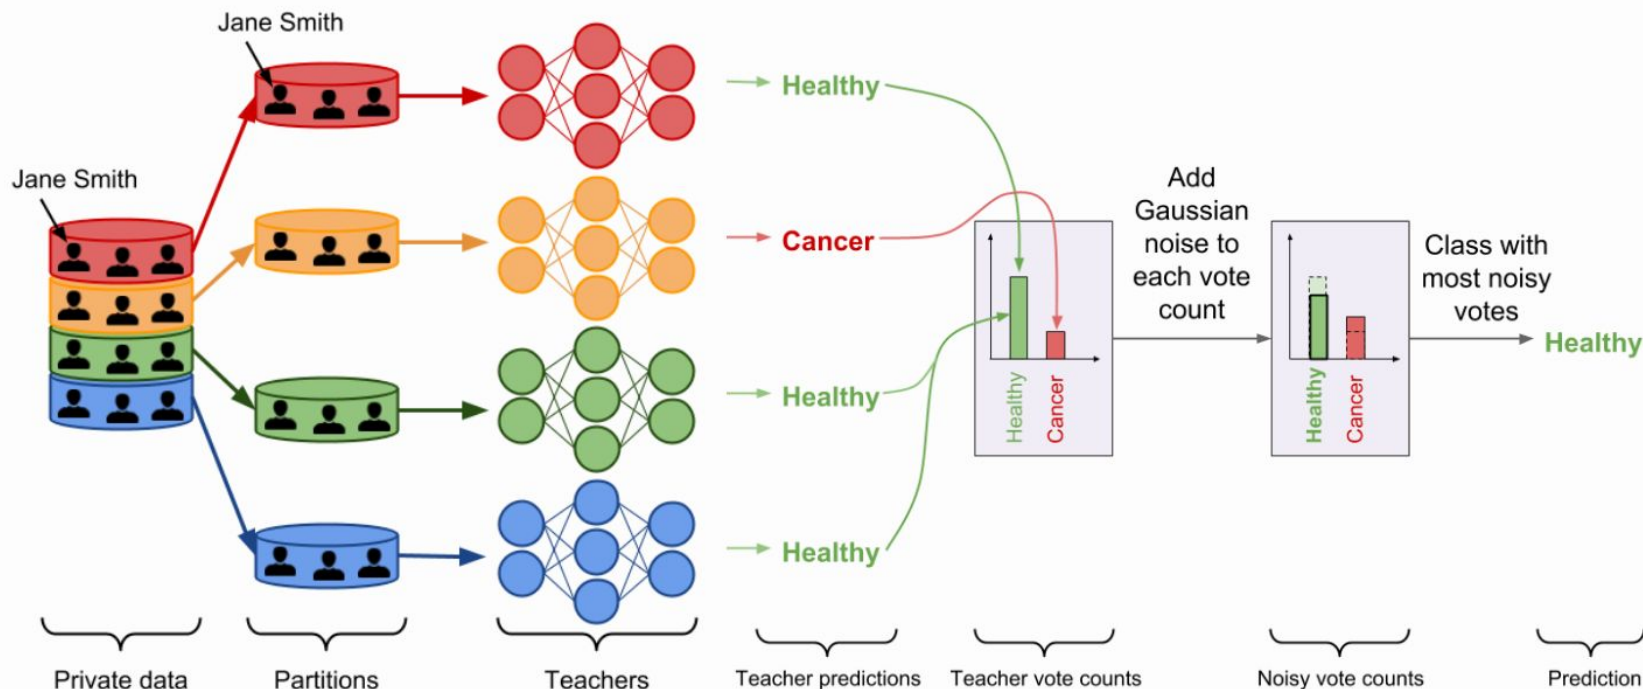 Jane Smith
Jane Smith
Healthy
Cancer
Healthy
Healthy
Healthy
Cancer
Add
Gaussian
noise to
each vote
count
Healthy
Cancer
Class with
most noisy
votes
Healthy
Private data
Partitions
Teachers
Teacher predictions
Teacher vote counts
Noisy vote counts
Prediction